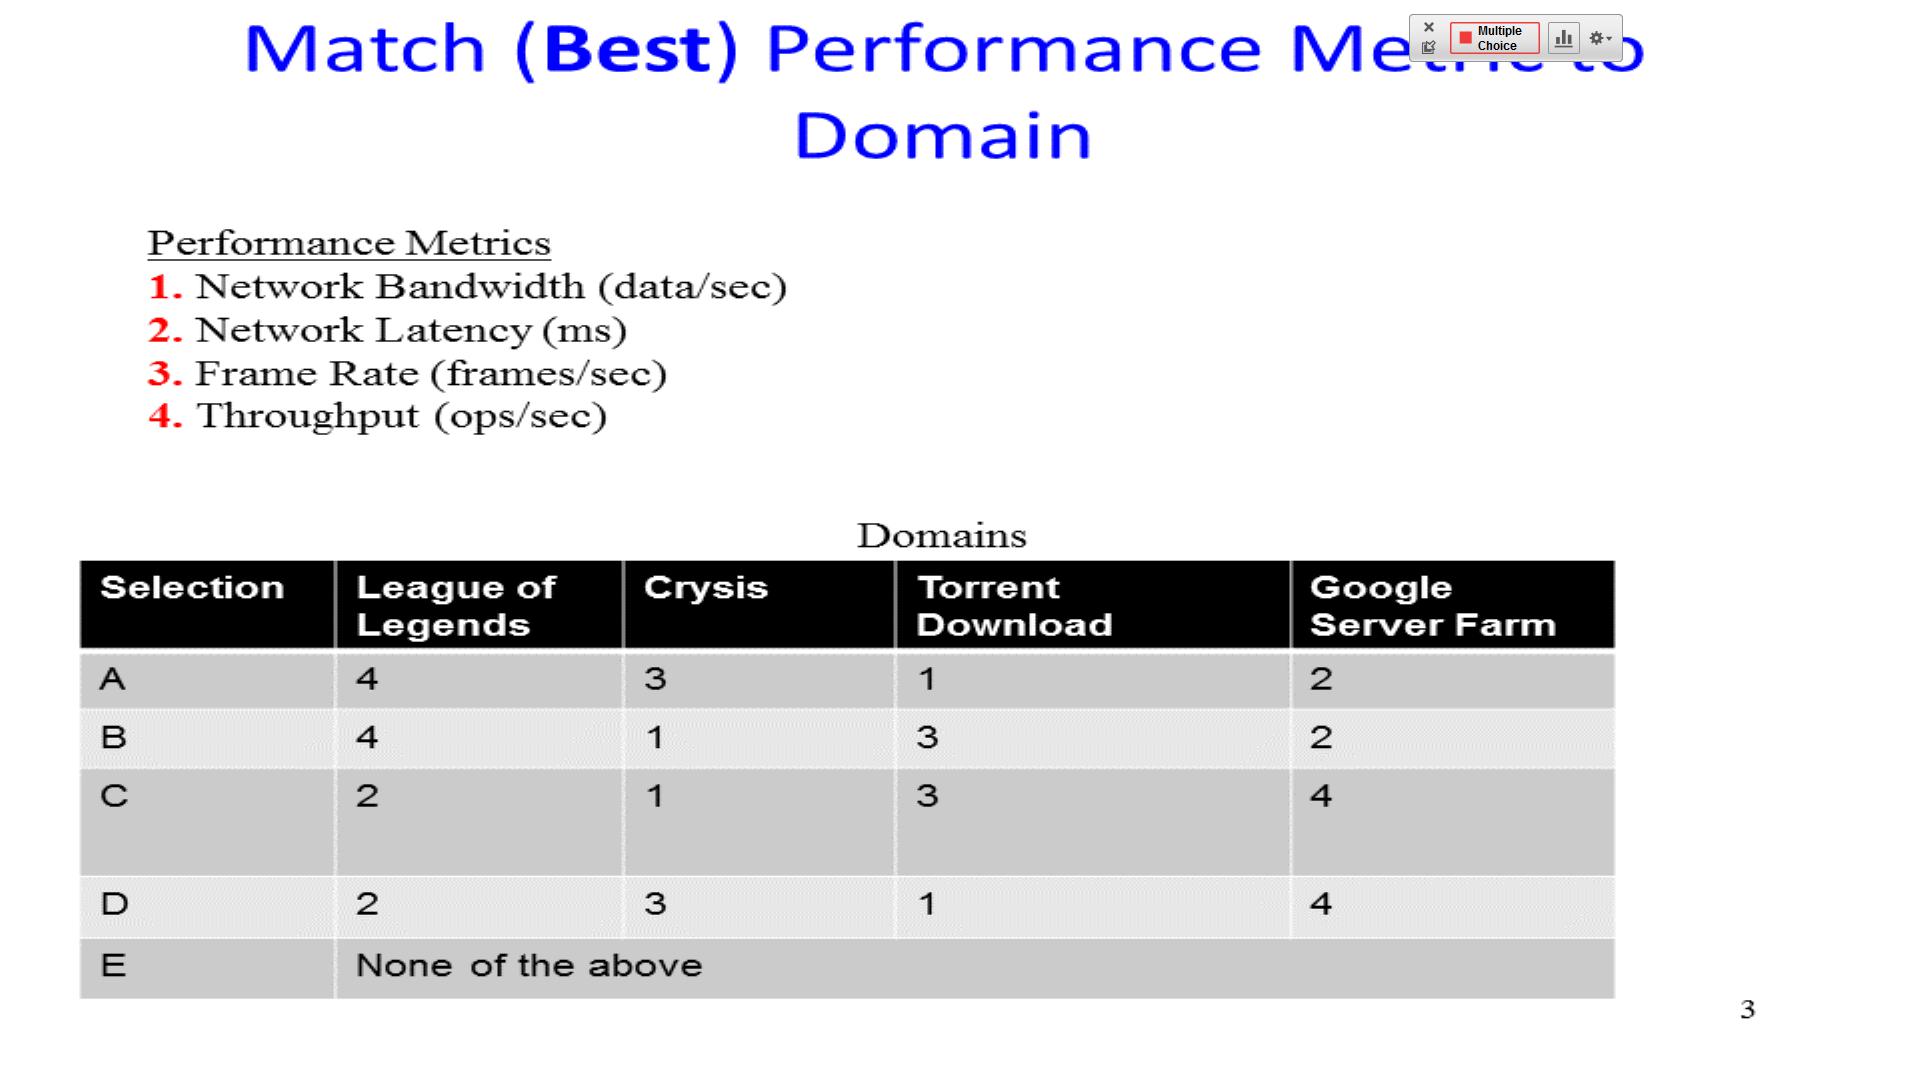 Match (Best) Performance Metric to
Multiple
Choice
Domain
Performance Metrics
1. Network Bandwidth (data/sec)
2. Network Latency (ms)
3. Frame Rate (frames/sec)
4. Throughput (ops/sec)
Domains
Selection League of Legends Crysis Torrent Download Google Server Farm
A 4 3 1 2
B 4 1 3 2
C 2 1 3 4
D 2 3 1 4
E None of the above
3